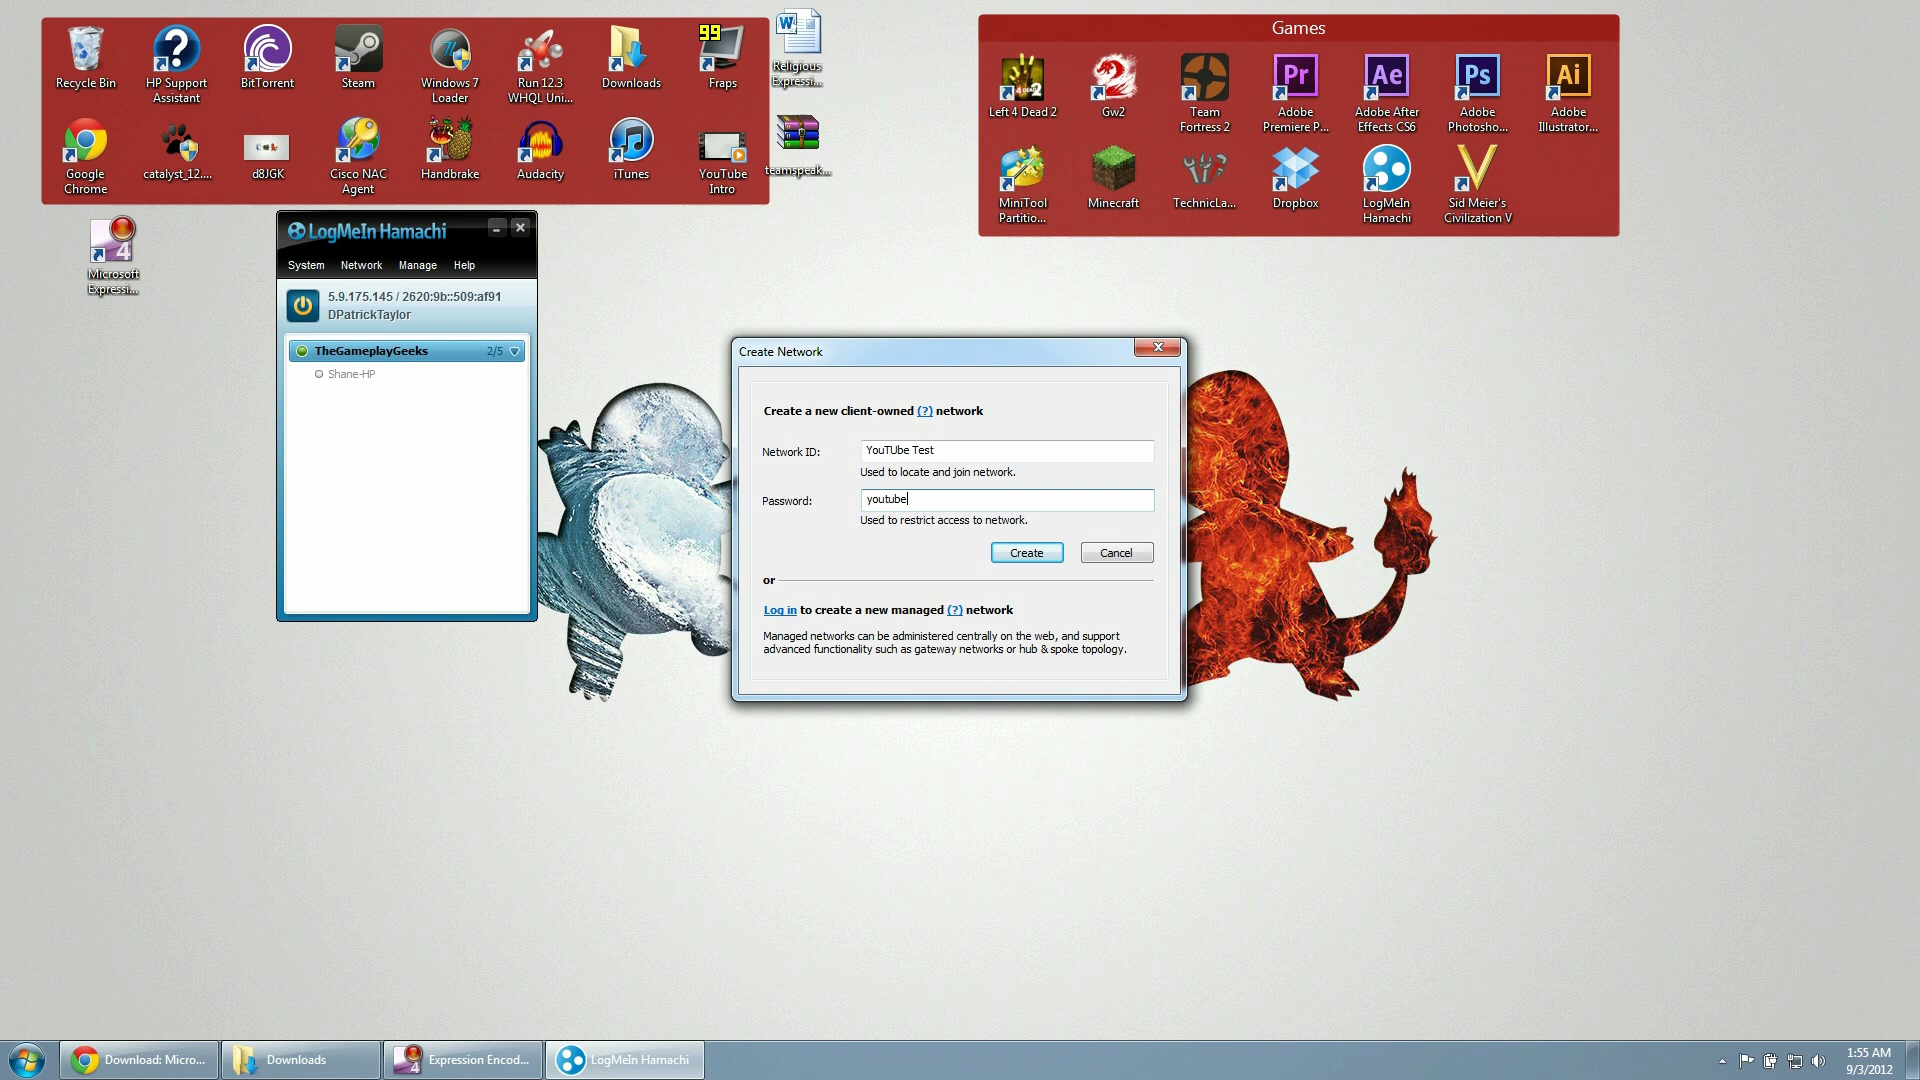 Recycle Bin
HP Support Assistant
BitTorrent
Steam
Windows 7 Loader
Run 12.3 WHQL Uni...
Downloads
99
Fraps
Religious Expressi...
Google Chrome
catalyst_12....
d8JGK
Cisco NAC Agent
Handbrake
Audacity
iTunes
YouTube Intro
teamspeak...
4
Microsoft Expressi...
Games
Left 4 Dead 2
Gw2
Team Fortress 2
Pr
Adobe Premiere P...
Ae
Adobe After Effects CS6
Ps
Adobe Photosho...
Ai
Adobe Illustrator...
MiniTool Partitio...
Minecraft
TechnicLa...
Dropbox
LogMeIn Hamachi
Sid Meier's Civilization V
LogMeIn Hamachi
System Network Manage Help
5.9.175.145 / 2620:9b::509:af91
DPatrickTaylor
TheGameplayGeeks 2/5
Shane-HP
Create Network
Create a new client-owned (?) network
Network ID: YouTUbe Test
Used to locate and join network.
Password: youtube
Used to restrict access to network.
Create Cancel
or
Log in to create a new managed (?) network
Managed networks can be administered centrally on the web, and support
advanced functionality such as gateway networks or hub & spoke topology.
Download: Micro... Downloads Expression Encod... LogMeIn Hamachi
1:55 AM
9/3/2012